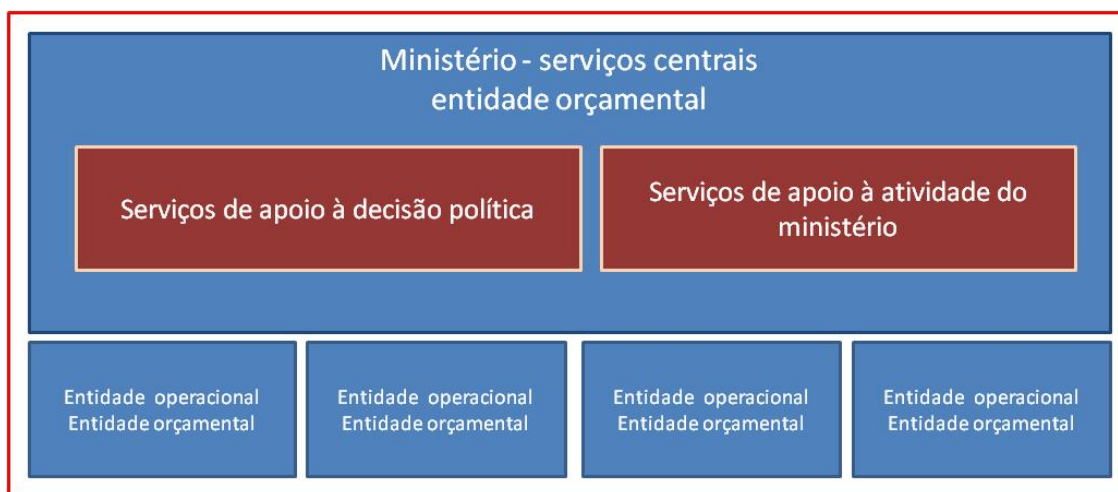 Ministério - serviços centrais
entidade orçamental
Serviços de apoio à decisão política
Serviços de apoio à atividade do
ministério
Entidade operacional
Entidade orçamental
Entidade operacional
Entidade orçamental
Entidade operacional
Entidade orçamental
Entidade operacional
Entidade orçamental